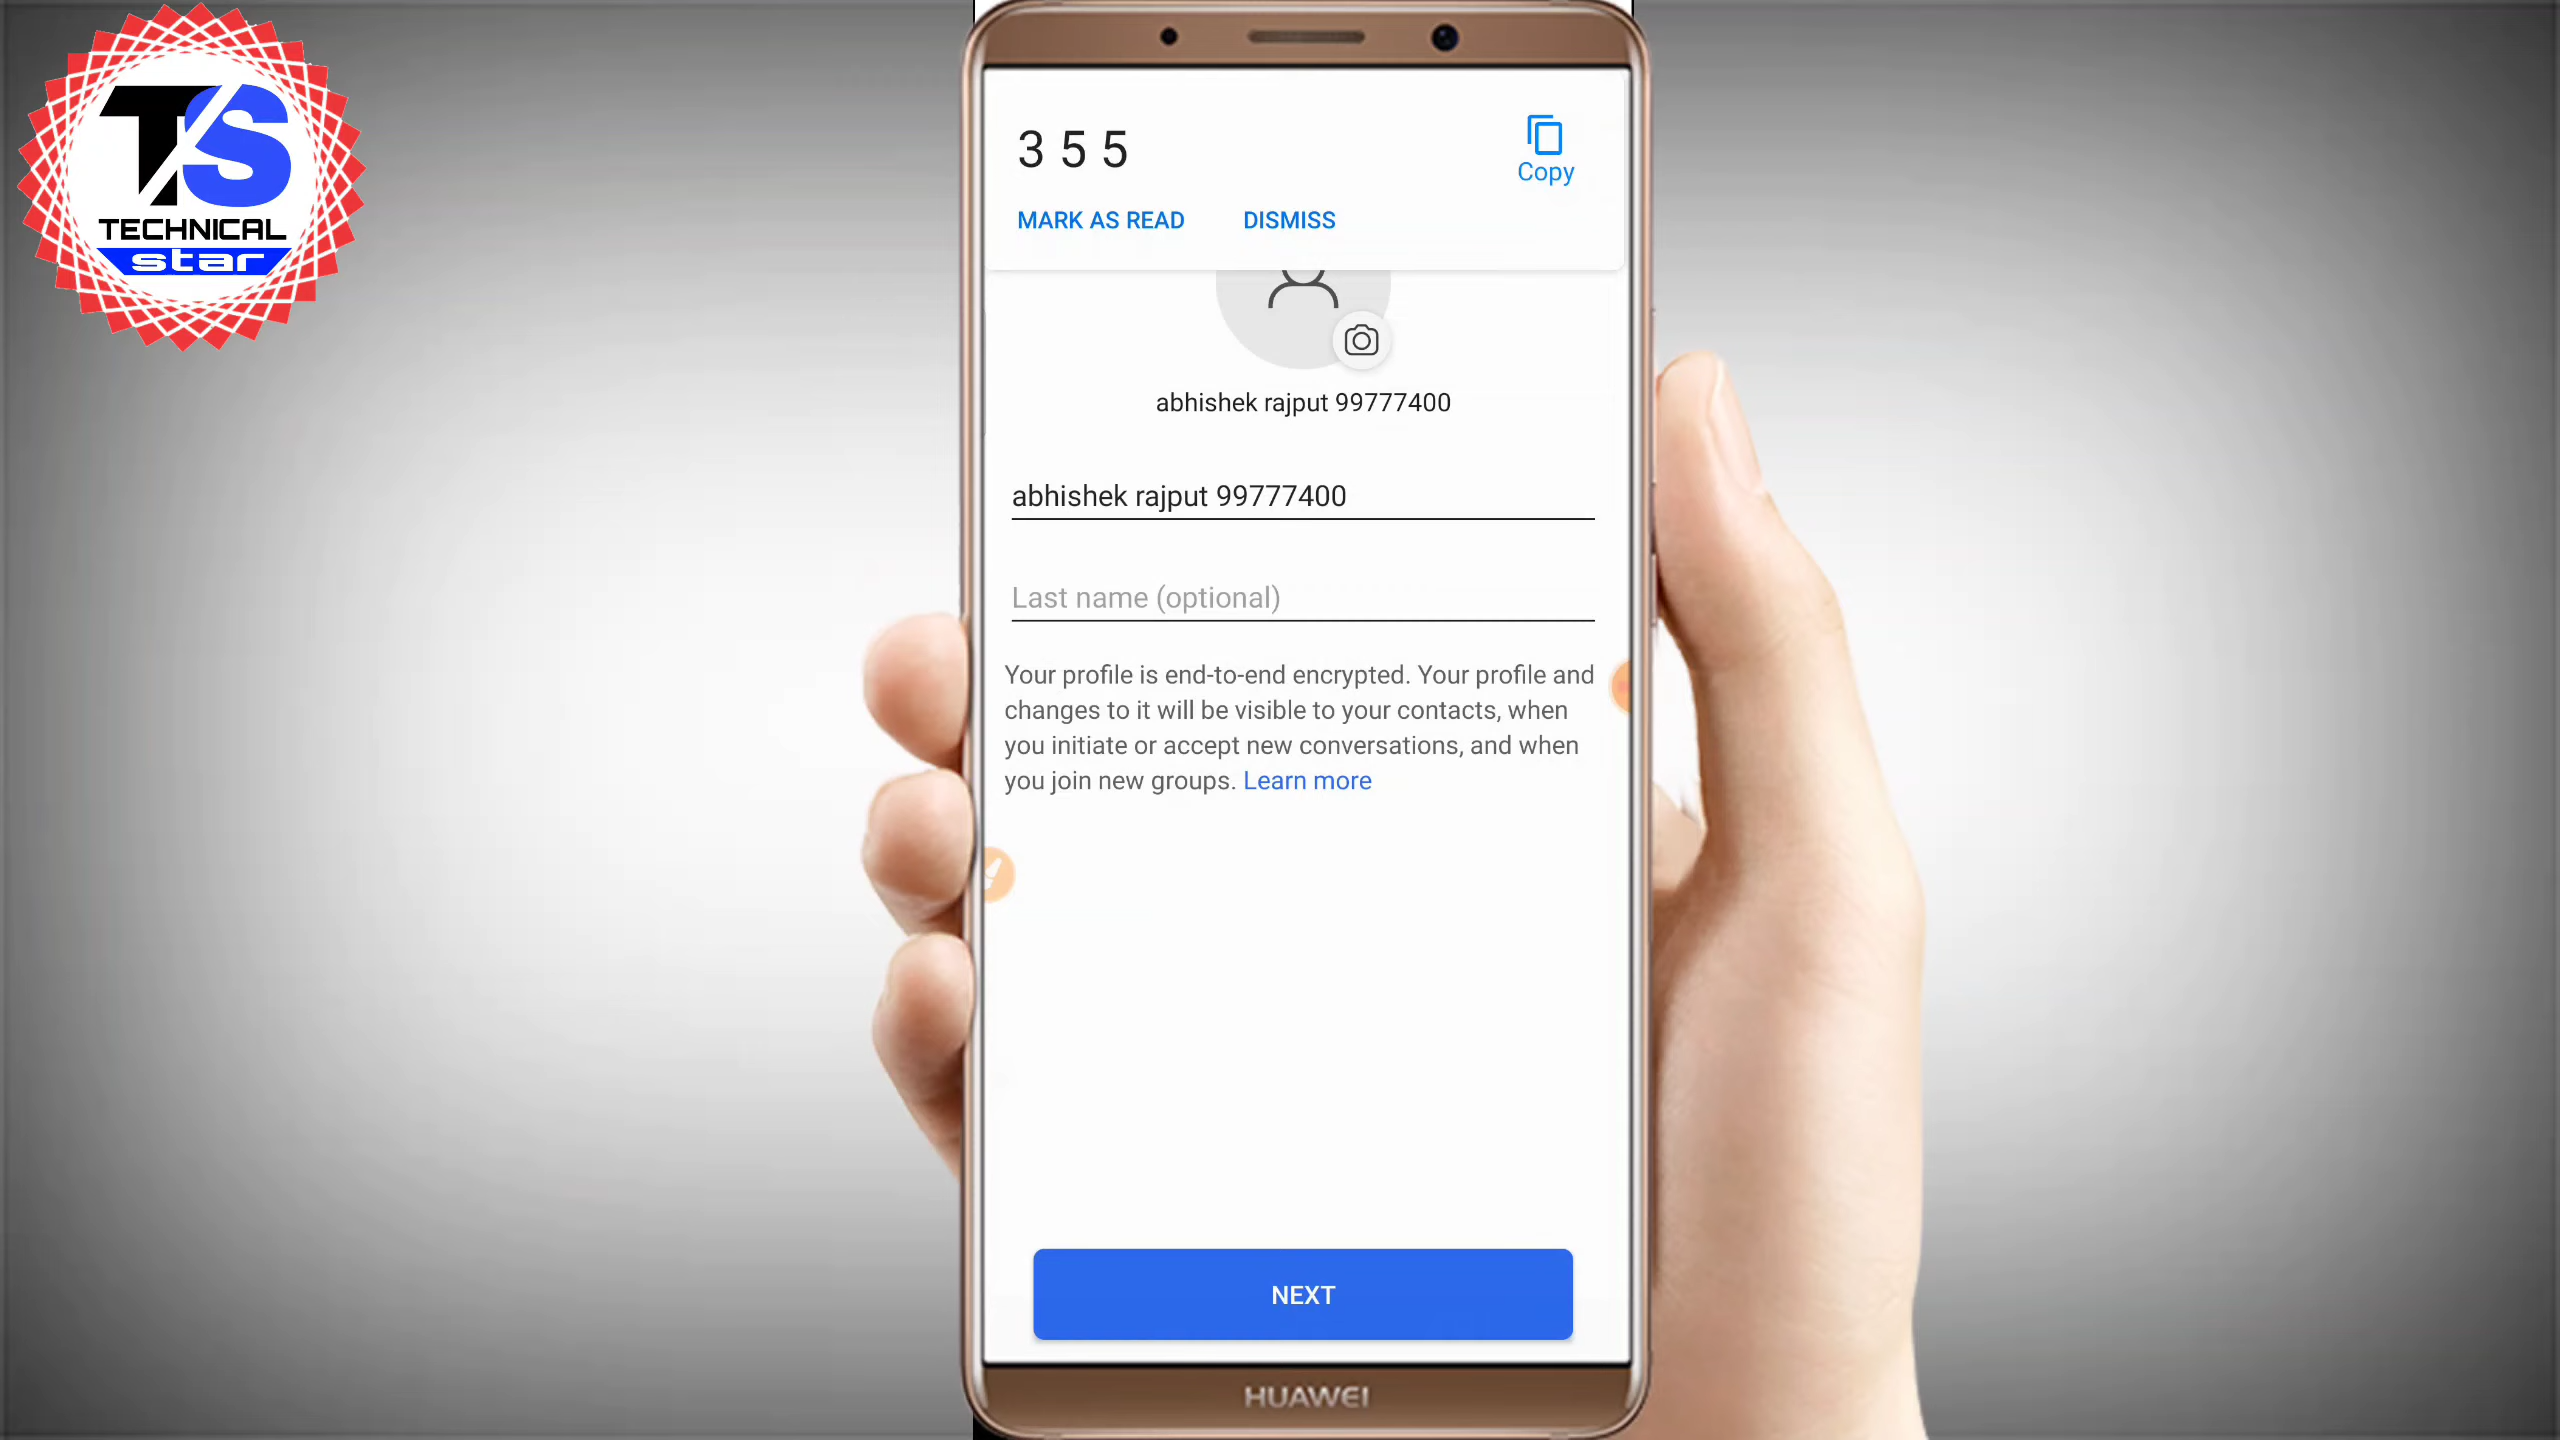 TS
TECHNICAL
star
3 5 5
Copy
MARK AS READ
DISMISS
abhishek rajput 99777400
abhishek rajput 99777400
Last name (optional)
Your profile is end-to-end encrypted. Your profile and
changes to it will be visible to your contacts, when
you initiate or accept new conversations, and when
you join new groups. Learn more
NEXT
HUAWEI